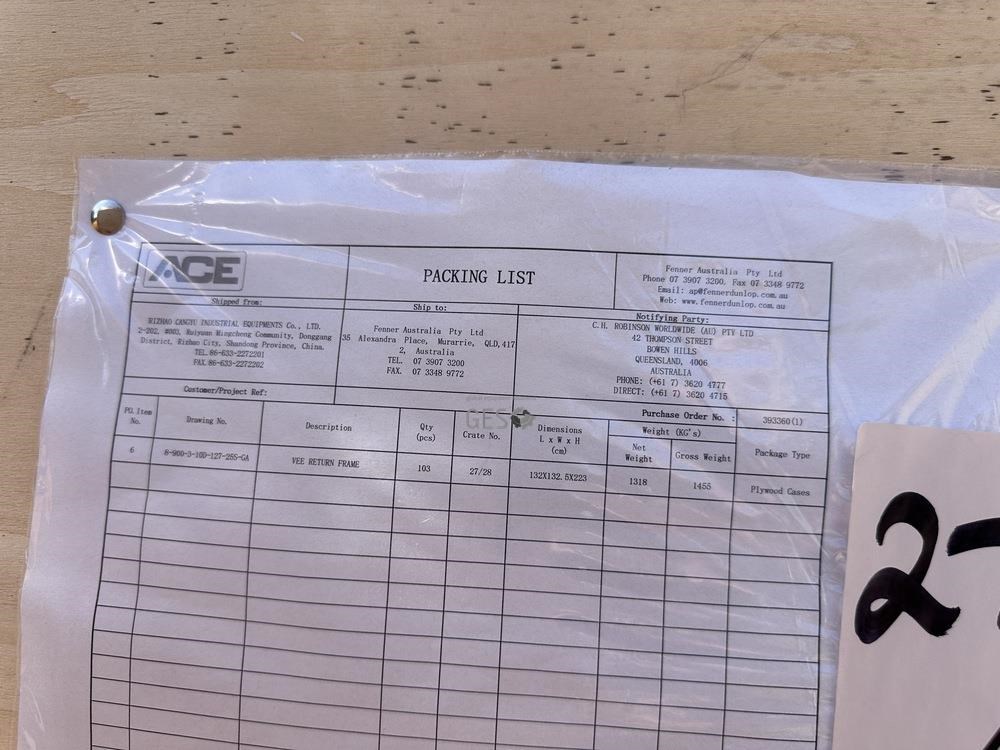 ACE
PACKING LIST
Fenner Australia Pty Ltd
Phone 07 3907 3200, Fax 07 3348 9772
Email: ap@fennerdunlop.com.au
Web: www.fennerdunlop.com.au
Shipped from:
RIZHAO CANGYU INDUSTRIAL EQUIPMENTS Co., LTD.
2-202, #003, Ruiyuan Mingcheng Community, Donggang
District, Rizhao City, Shandong Province, China.
TEL.86-633-2272201
FAX.86-633-2272202
Ship to:
Fenner Australia Pty Ltd
35 Alexandra Place, Murarrie, QLD,417
2, Australia
TEL. 07 3907 3200
FAX. 07 3348 9772
Notifying Party:
C.H. ROBINSON WORLDWIDE (AU) PTY LTD
42 THOMPSON STREET
BOWEN HILLS
QUEENSLAND, 4006
AUSTRALIA
PHONE: (+61 7) 3620 4777
DIRECT: (+61 7) 3620 4715
Customer/Project Ref:
GES
Purchase Order No. : 393360(1)
PO.Item No.
Drawing No.
Description
Qty (pcs)
Crate No.
Dimensions
L x W x H
(cm)
Weight (KG's)
Net Weight
Gross Weight
Package Type
6 8-900-3-10D-127-25S-GA VEE RETURN FRAME 103 27/28 132X132.5X223 1318 1455 Plywood Cases
27